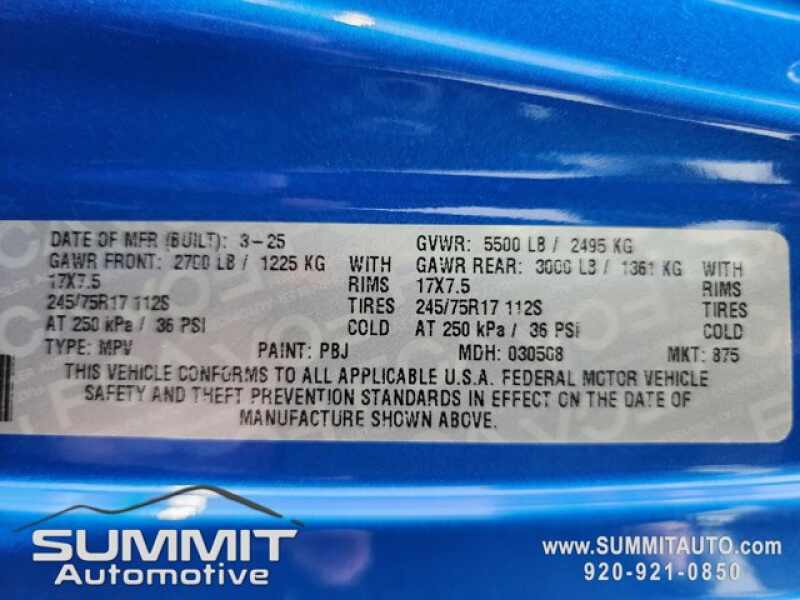 DATE OF MFR (BUILT): 3-25 GVWR: 5500 LB / 2495 KG
GAWR FRONT: 2700 LB / 1225 KG WITH GAWR REAR: 3000 LB / 1361 KG WITH
17X7.5 RIMS 17X7.5 RIMS
245/75R17 112S TIRES 245/75R17 112S TIRES
AT 250 kPa / 36 PSI COLD AT 250 kPa / 36 PSI COLD
TYPE: MPV PAINT: PBJ MDH: 030508 MKT: 875
THIS VEHICLE CONFORMS TO ALL APPLICABLE U.S.A. FEDERAL MOTOR VEHICLE
SAFETY AND THEFT PREVENTION STANDARDS IN EFFECT ON THE DATE OF
MANUFACTURE SHOWN ABOVE.
SUMMIT
Automotive
www.SUMMITAUTO.com
920-921-0850